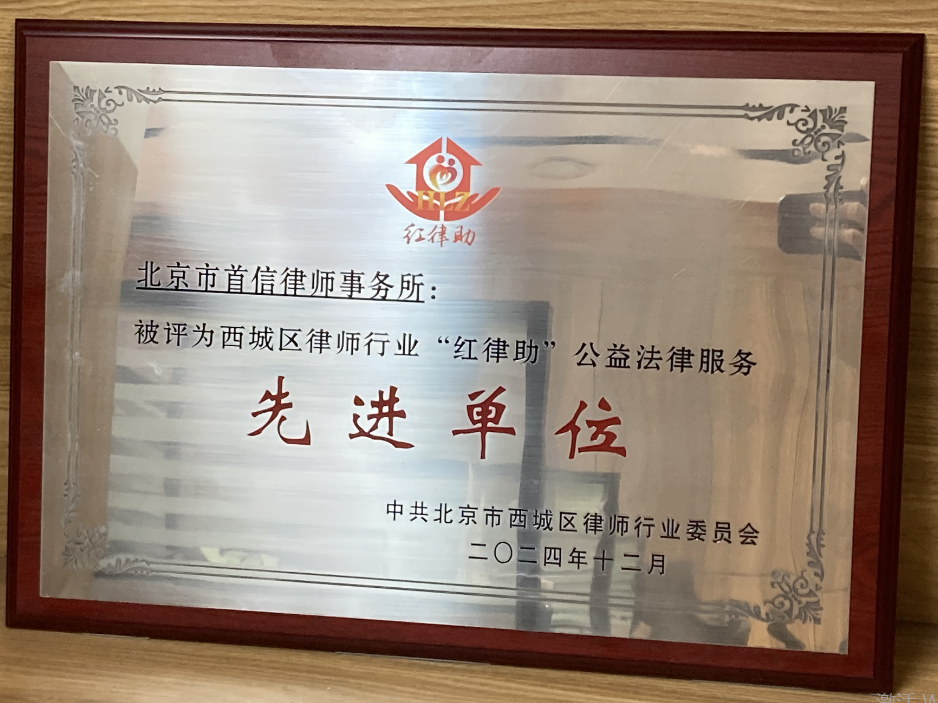 HLZ
红律助
北京市首信律师事务所：
被评为西城区律师行业“红律助”公益法律服务
先进单位
中共北京市西城区律师行业委员会
二〇二四年十二月
激活 W